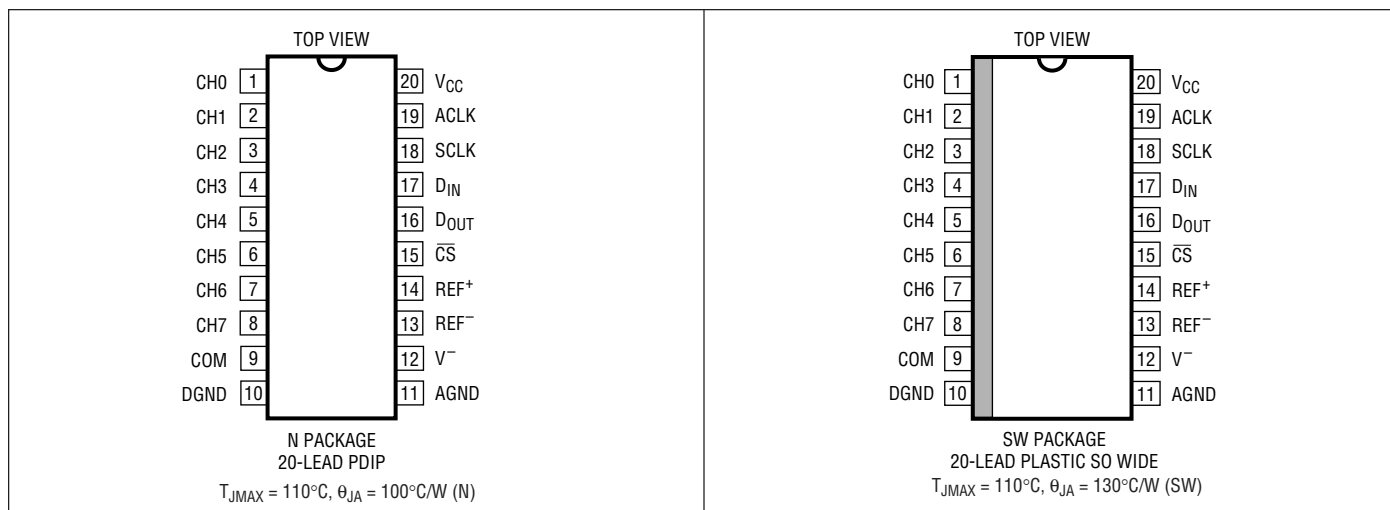 TOP VIEW
CH0 1 20 VCC
CH1 2 19 ACLK
CH2 3 18 SCLK
CH3 4 17 DIN
CH4 5 16 DOUT
CH5 6 15 C̅S̅
CH6 7 14 REF⁺
CH7 8 13 REF⁻
COM 9 12 V⁻
DGND 10 11 AGND
N PACKAGE
20-LEAD PDIP
TJMAX = 110°C, θJA = 100°C/W (N)
TOP VIEW
CH0 1 20 VCC
CH1 2 19 ACLK
CH2 3 18 SCLK
CH3 4 17 DIN
CH4 5 16 DOUT
CH5 6 15 C̅S̅
CH6 7 14 REF⁺
CH7 8 13 REF⁻
COM 9 12 V⁻
DGND 10 11 AGND
SW PACKAGE
20-LEAD PLASTIC SO WIDE
TJMAX = 110°C, θJA = 130°C/W (SW)